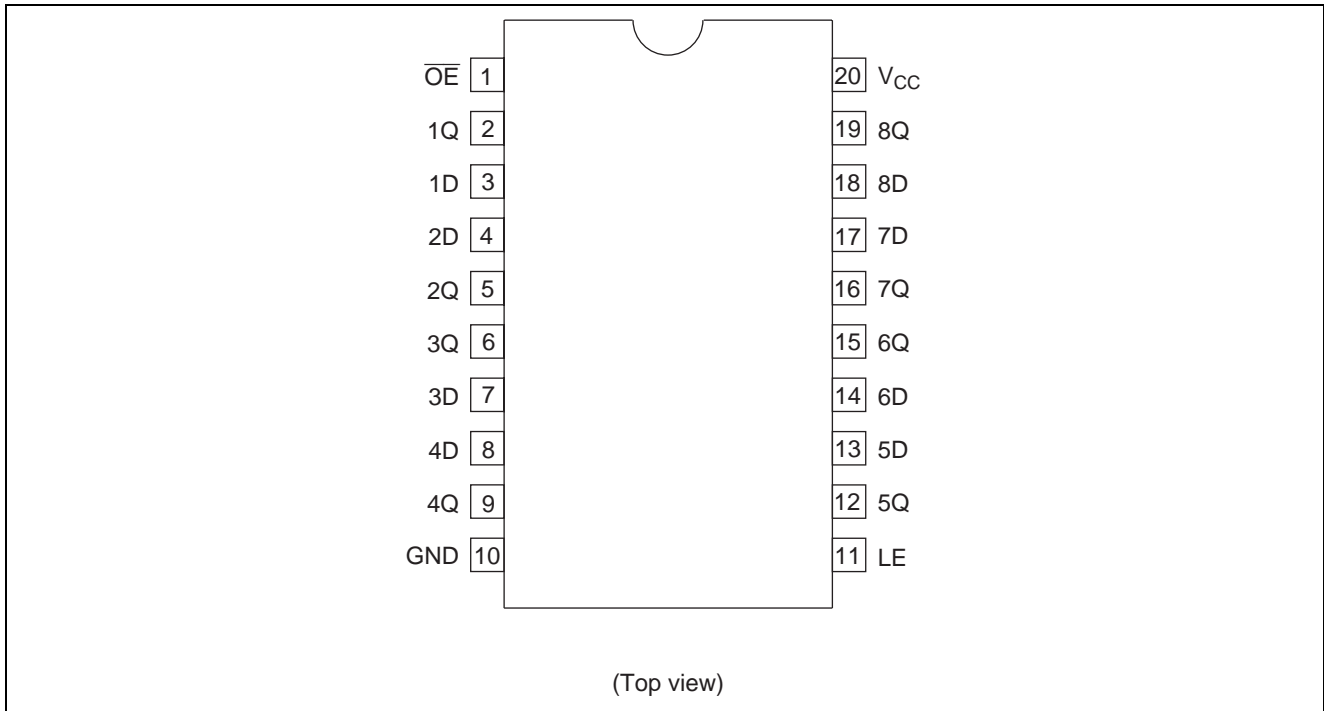 O̅E̅ 1 20 VCC
1Q 2 19 8Q
1D 3 18 8D
2D 4 17 7D
2Q 5 16 7Q
3Q 6 15 6Q
3D 7 14 6D
4D 8 13 5D
4Q 9 12 5Q
GND 10 11 LE
(Top view)